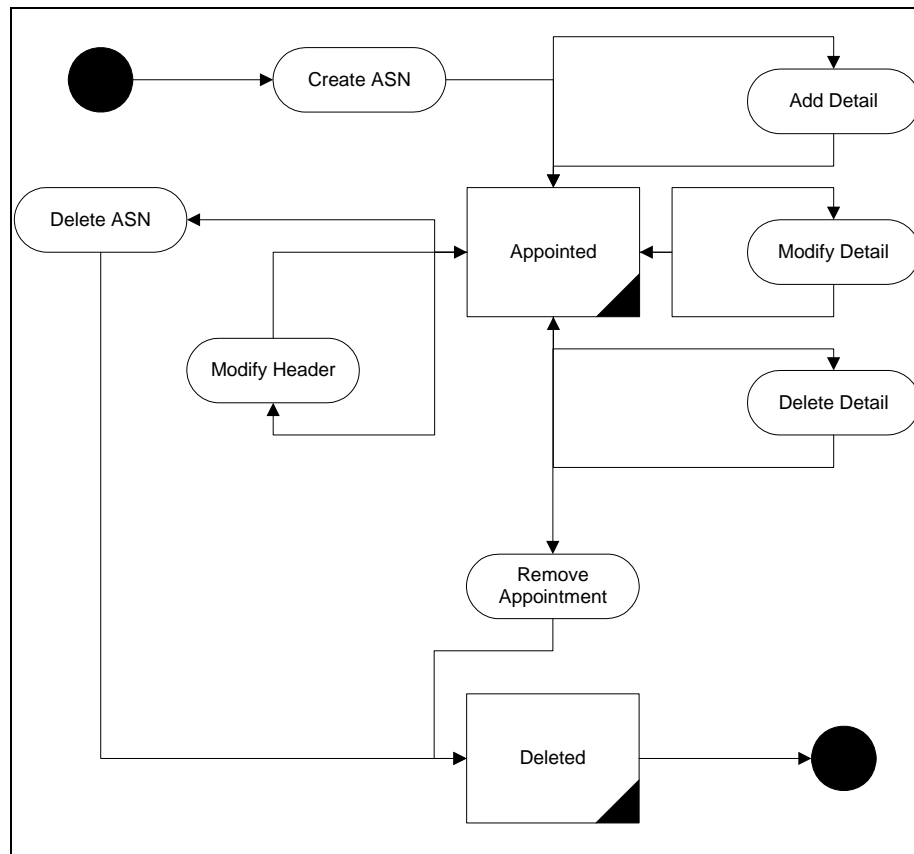 Create ASN
Add Detail
Delete ASN
Appointed
Modify Detail
Modify Header
Delete Detail
Remove
Appointment
Deleted